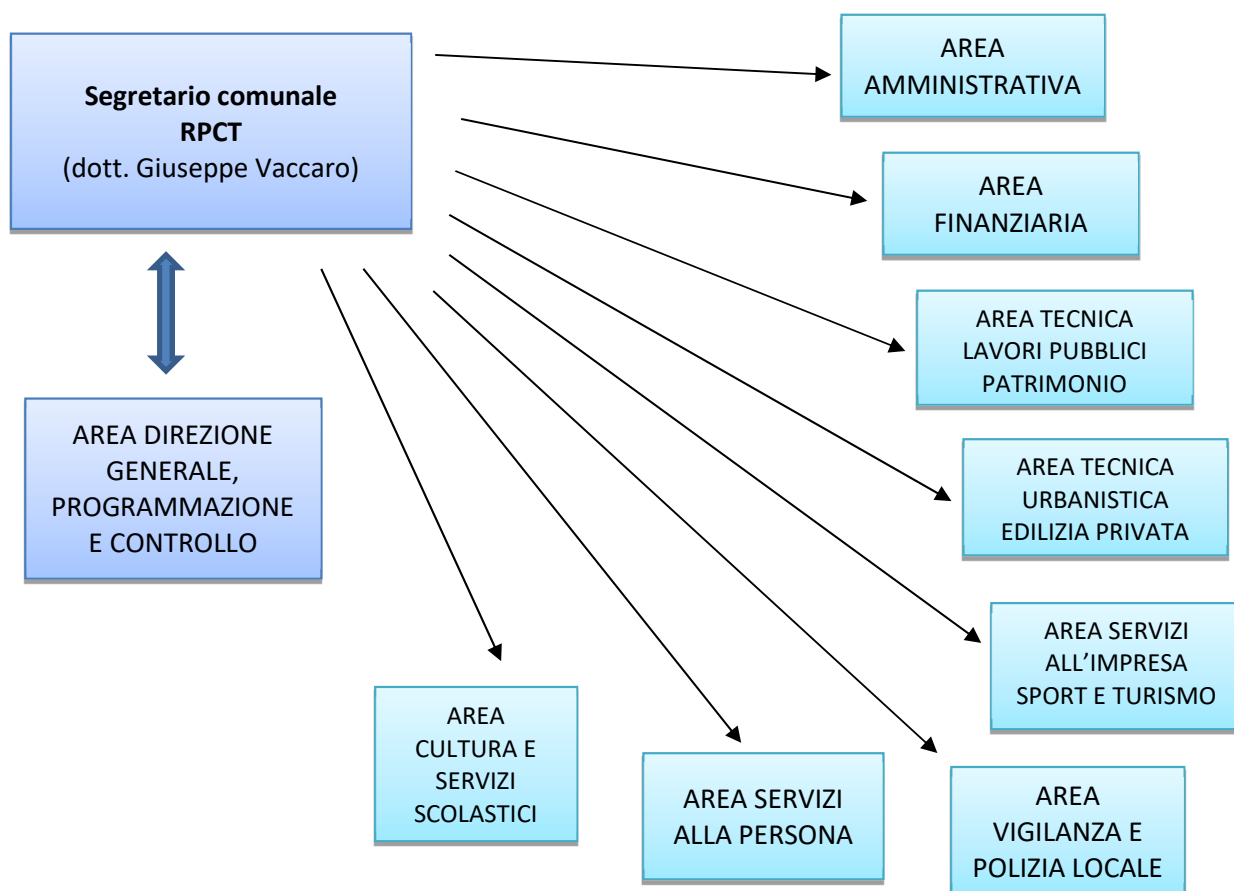 Segretario comunale
RPCT
(dott. Giuseppe Vaccaro)
AREA DIREZIONE
GENERALE,
PROGRAMMAZIONE
E CONTROLLO
AREA
AMMINISTRATIVA
AREA
FINANZIARIA
AREA TECNICA
LAVORI PUBBLICI
PATRIMONIO
AREA TECNICA
URBANISTICA
EDILIZIA PRIVATA
AREA SERVIZI
ALL’IMPRESA
SPORT E TURISMO
AREA
VIGILANZA E
POLIZIA LOCALE
AREA SERVIZI
ALLA PERSONA
AREA
CULTURA E
SERVIZI
SCOLASTICI